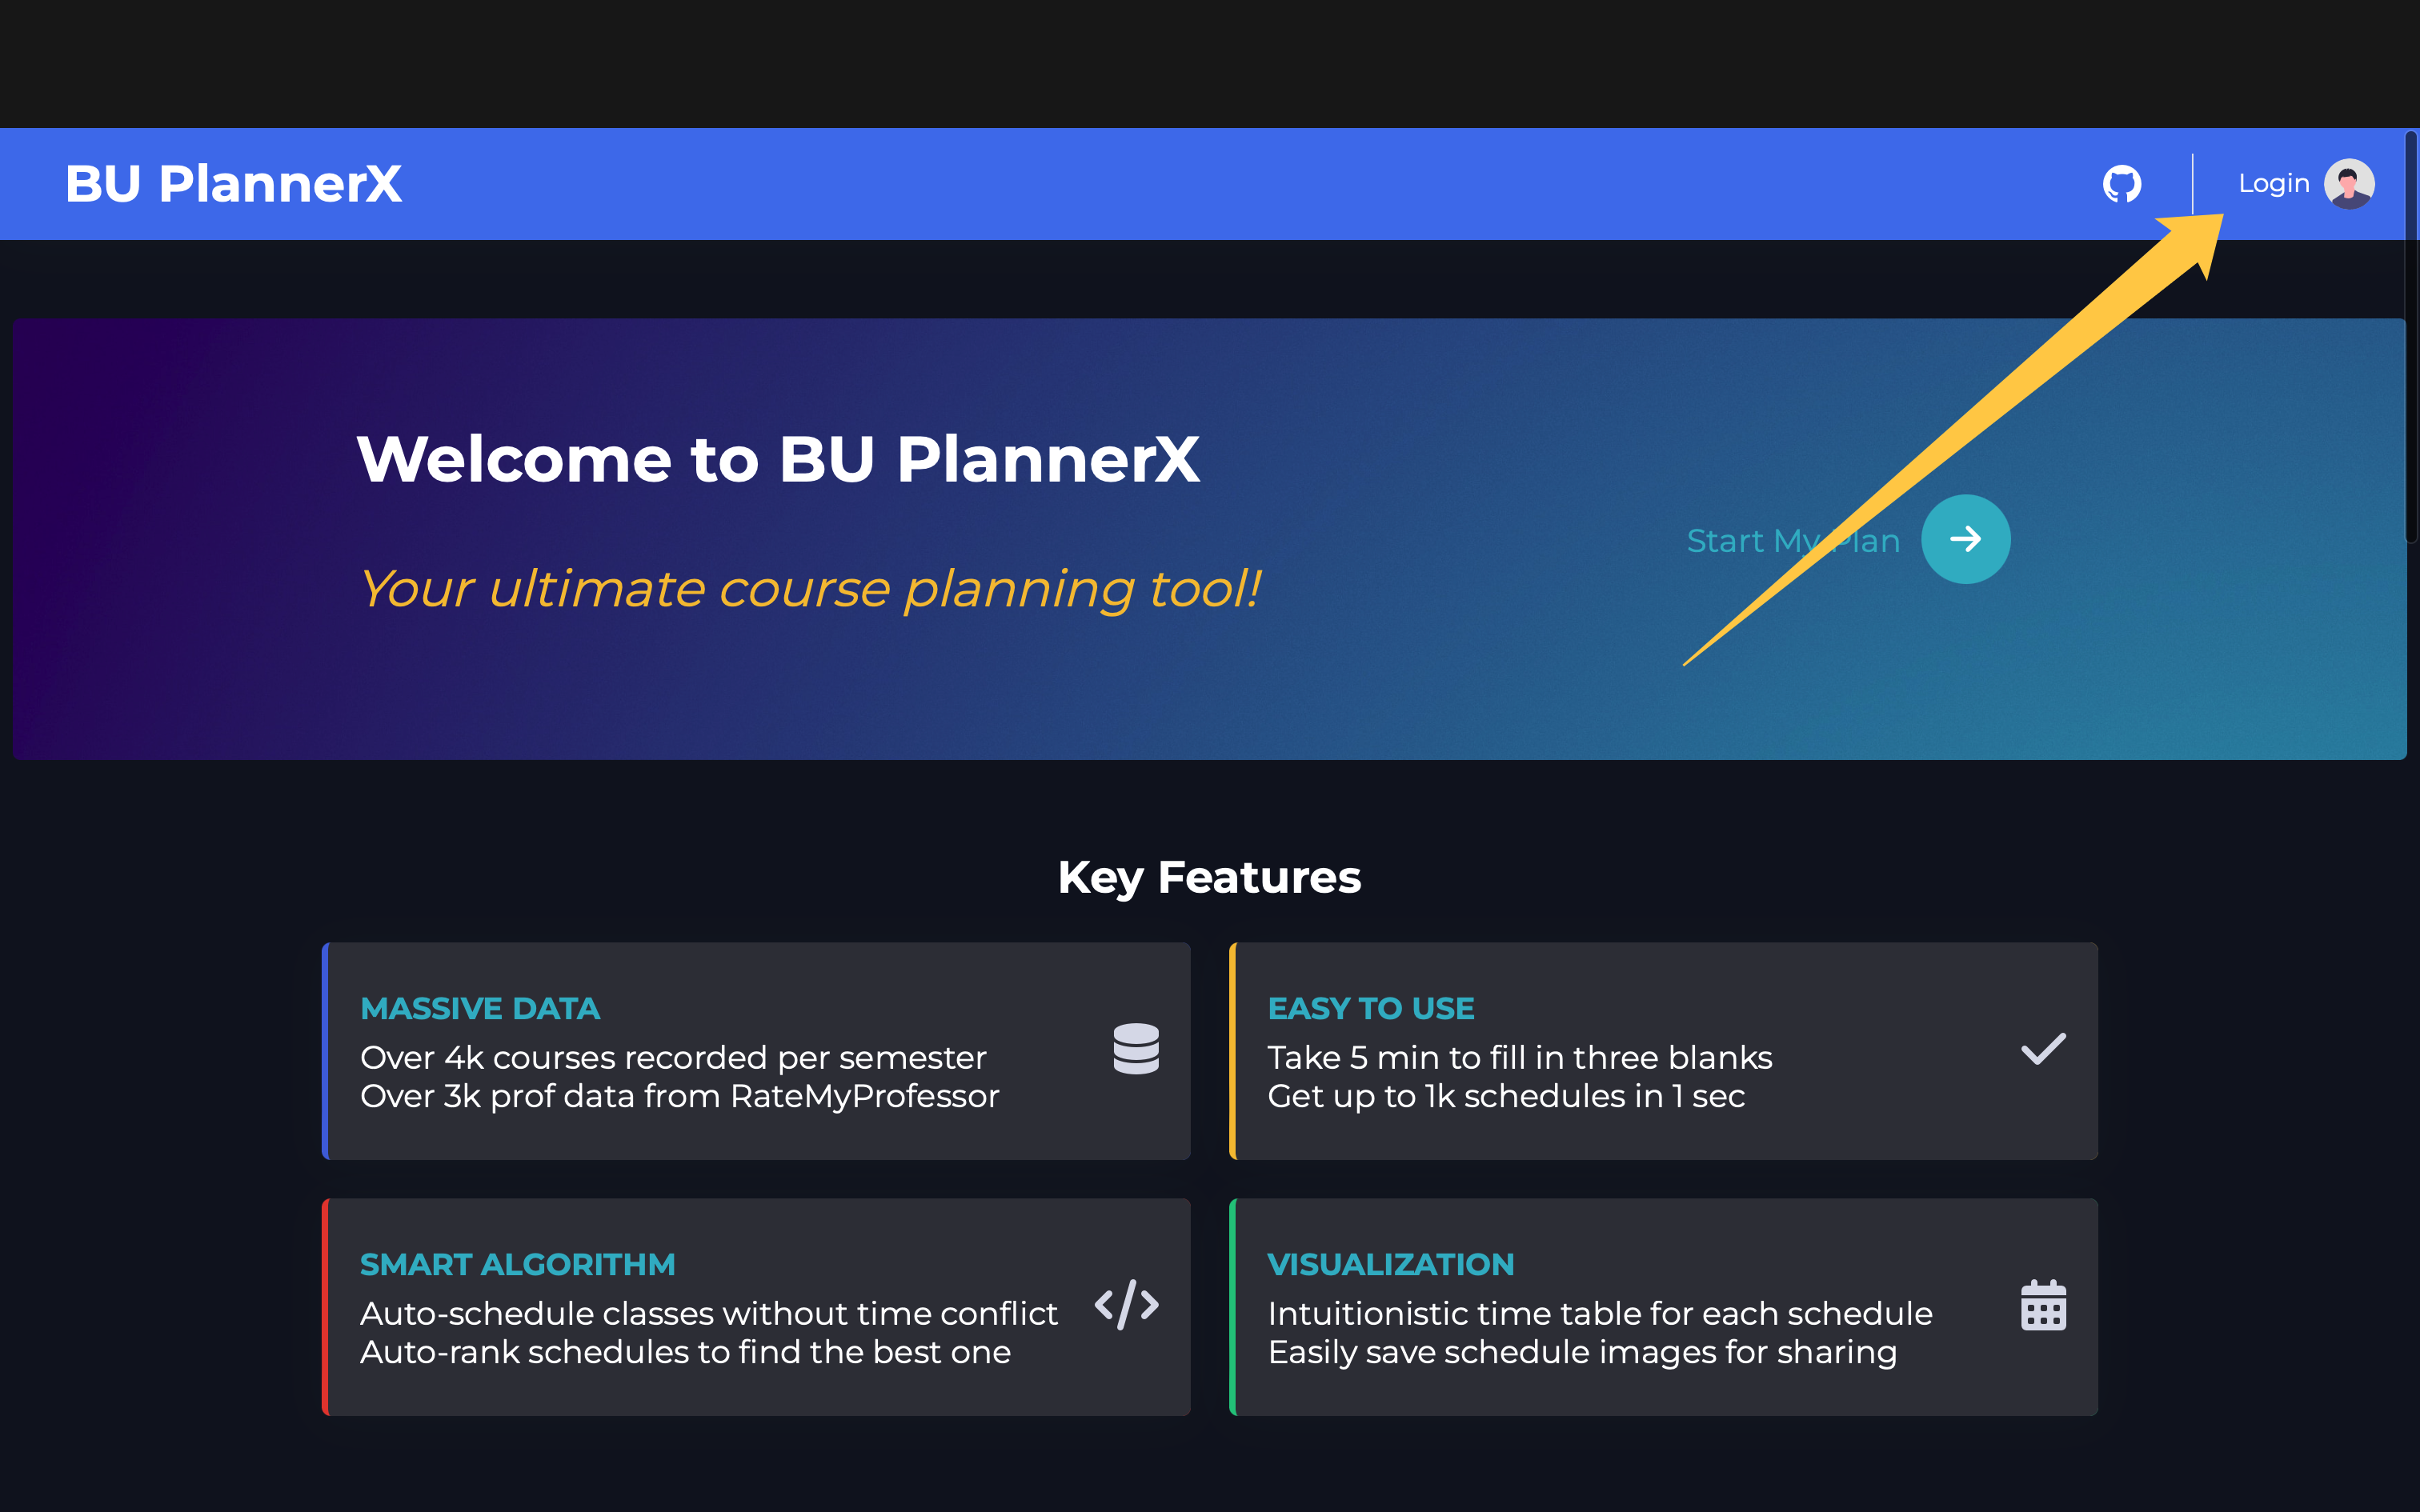 BU PlannerX
Login
Welcome to BU PlannerX
Your ultimate course planning tool!
Start My Plan
Key Features
MASSIVE DATA
Over 4k courses recorded per semester
Over 3k prof data from RateMyProfessor
EASY TO USE
Take 5 min to fill in three blanks
Get up to 1k schedules in 1 sec
SMART ALGORITHM
Auto-schedule classes without time conflict
Auto-rank schedules to find the best one
VISUALIZATION
Intuitionistic time table for each schedule
Easily save schedule images for sharing